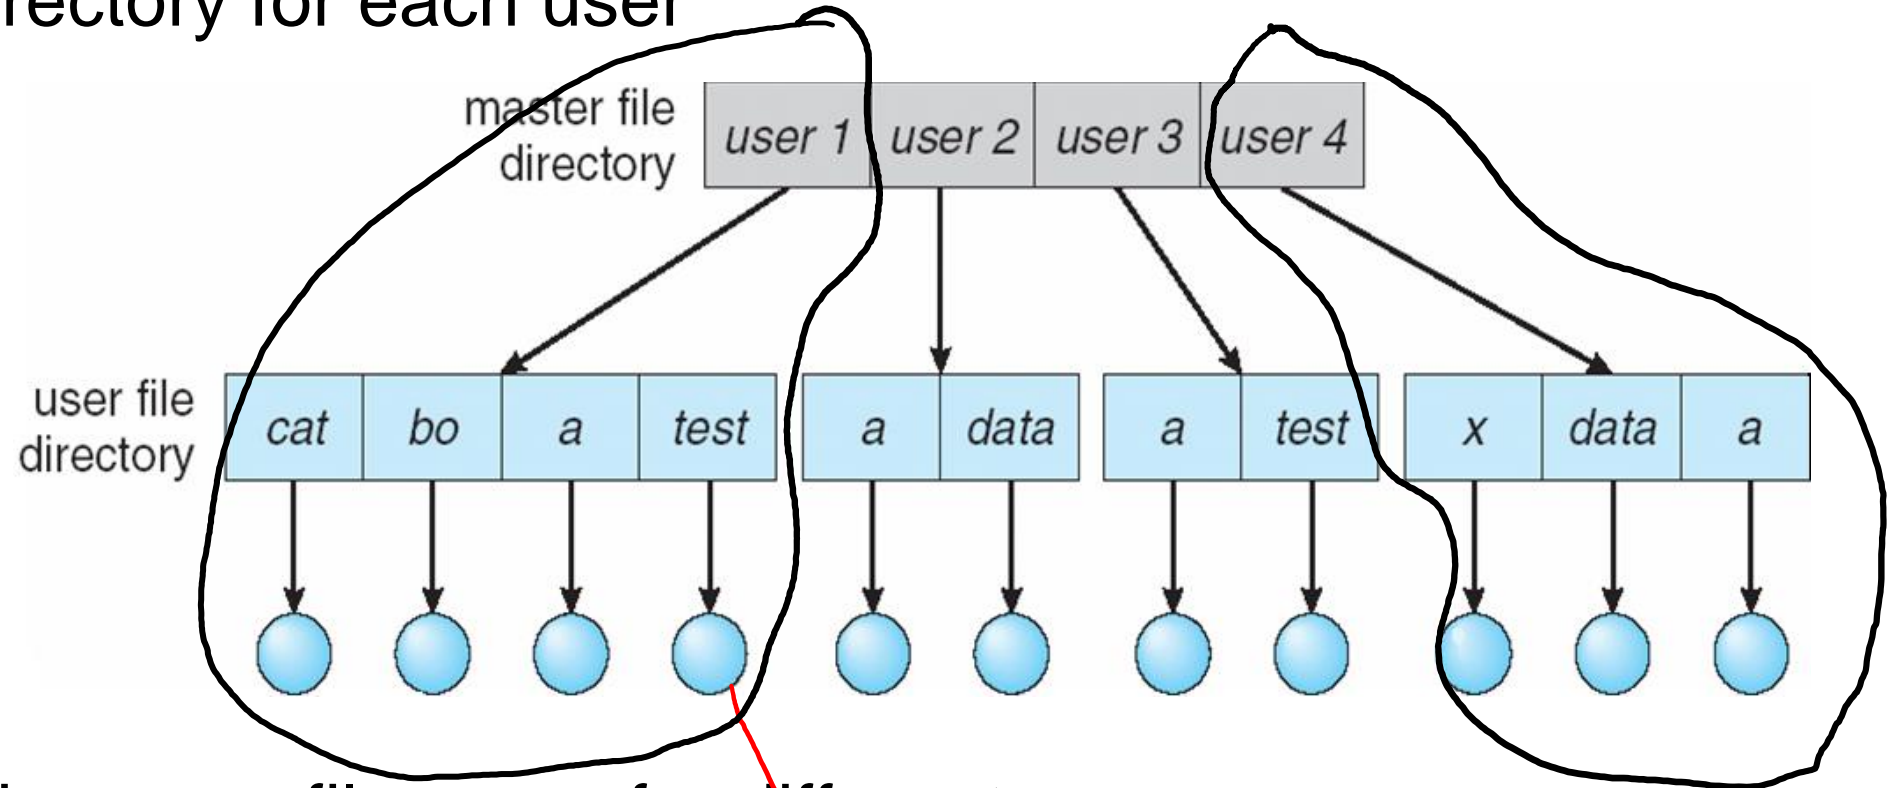 rectory for each user
master file
directory
user 1 user 2 user 3 user 4
user file
directory
cat bo a test a data a test x data a